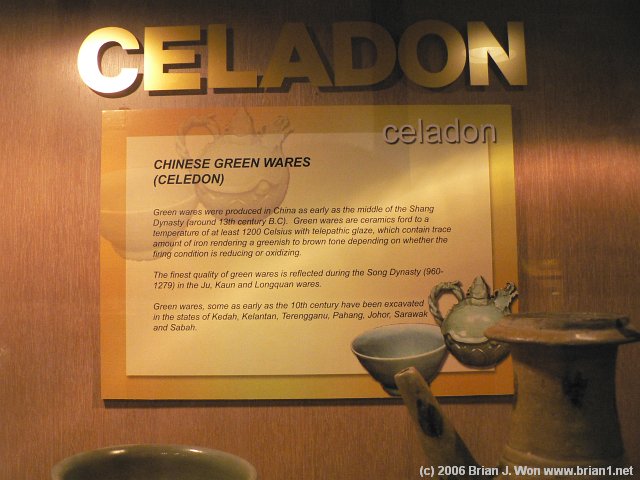 CELADON
celadon
CHINESE GREEN WARES
(CELEDON)
Green wares were produced in China as early as the middle of the Shang
Dynasty (around 13th century B.C). Green wares are ceramics ford to a
temperature of at least 1200 Celsius with telepathic glaze, which contain trace
amount of iron rendering a greenish to brown tone depending on whether the
firing condition is reducing or oxidizing.
The finest quality of green wares is reflected during the Song Dynasty (960-
1279) in the Ju, Kaun and Longquan wares.
Green wares, some as early as the 10th century have been excavated
in the states of Kedah, Kelantan, Terengganu, Pahang, Johor, Sarawak
and Sabah.
(c) 2006 Brian J. Won www.brian1.net